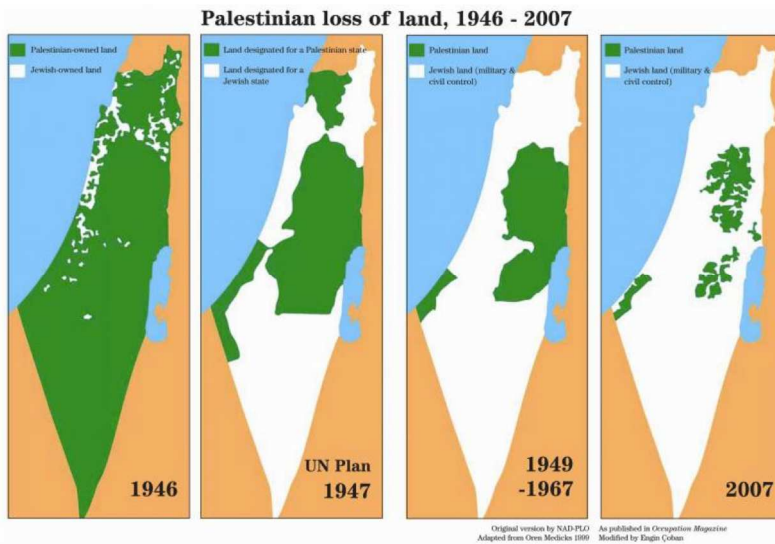 Palestinian loss of land, 1946 - 2007
Palestinian-owned land
Jewish-owned land
1946
Land designated for a Palestinian state
Land designated for a
Jewish state
UN Plan
1947
Palestinian land
Jewish land (military &
civil control)
1949
-1967
Palestinian land
Jewish land (military &
civil control)
2007
Original version by NAD-PLO
Adapted from Oren Medicks 1999
As published in Occupation Magazine
Modified by Engin Çoban